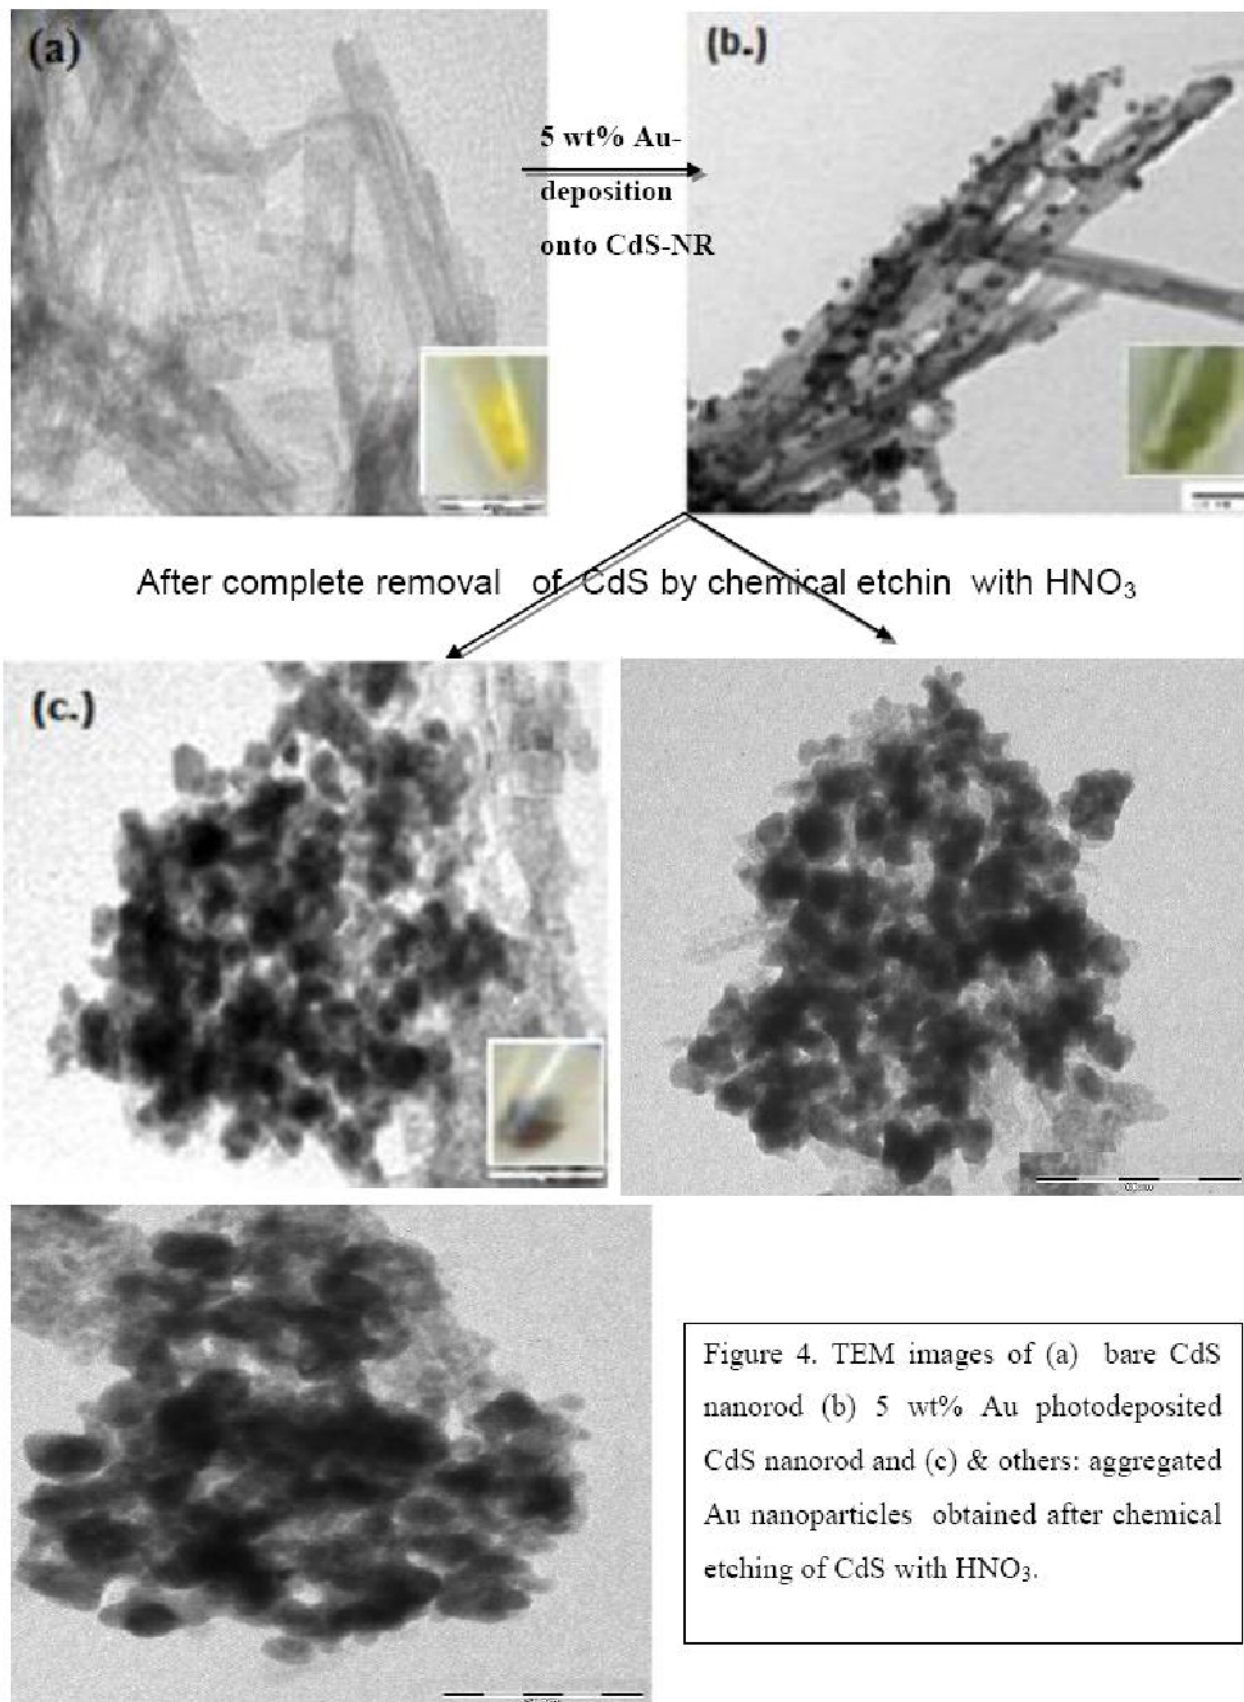 (a)
(b.)
5 wt% Au-
deposition
onto CdS-NR
After complete removal of CdS by chemical etchin with HNO₃
(c.)
Figure 4. TEM images of (a) bare CdS
nanorod (b) 5 wt% Au photodeposited
CdS nanorod and (c) & others: aggregated
Au nanoparticles obtained after chemical
etching of CdS with HNO₃.